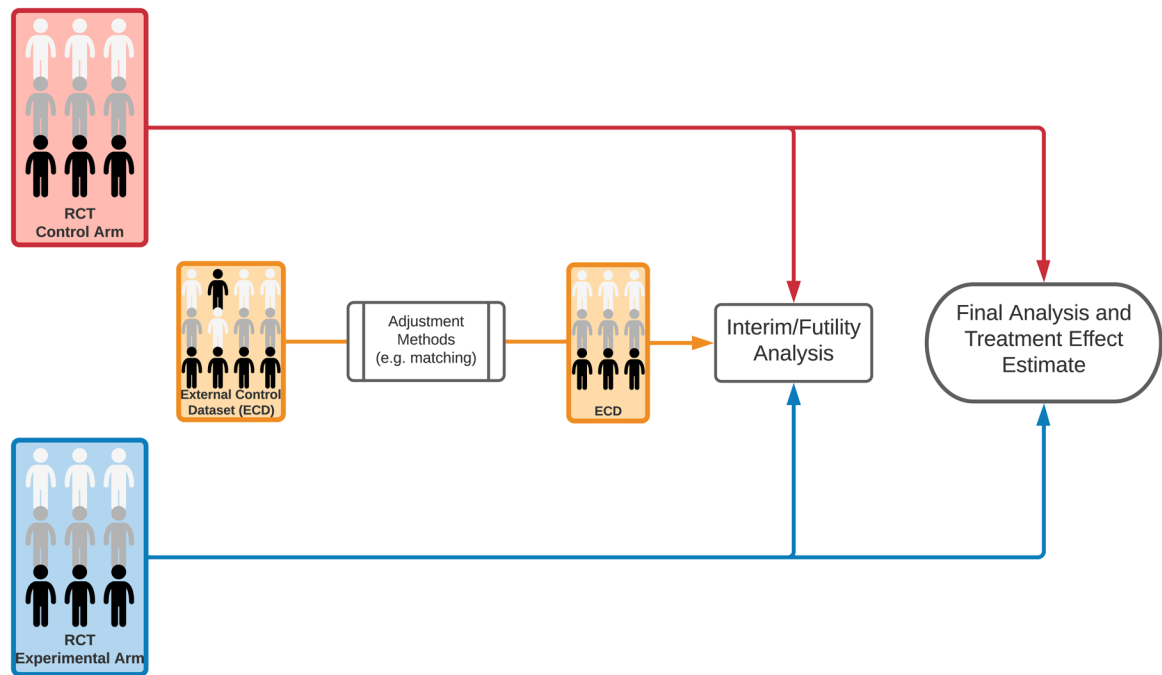 RCT
Control Arm
External Control
Dataset (ECD)
Adjustment
Methods
(e.g. matching)
ECD
Interim/Futility
Analysis
Final Analysis and
Treatment Effect
Estimate
RCT
Experimental Arm